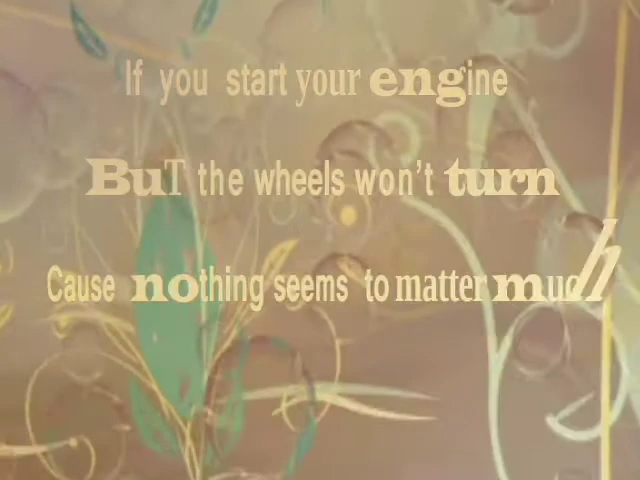 If you start your engine
BuT the wheels won't turn
Cause nothing seems to matter much